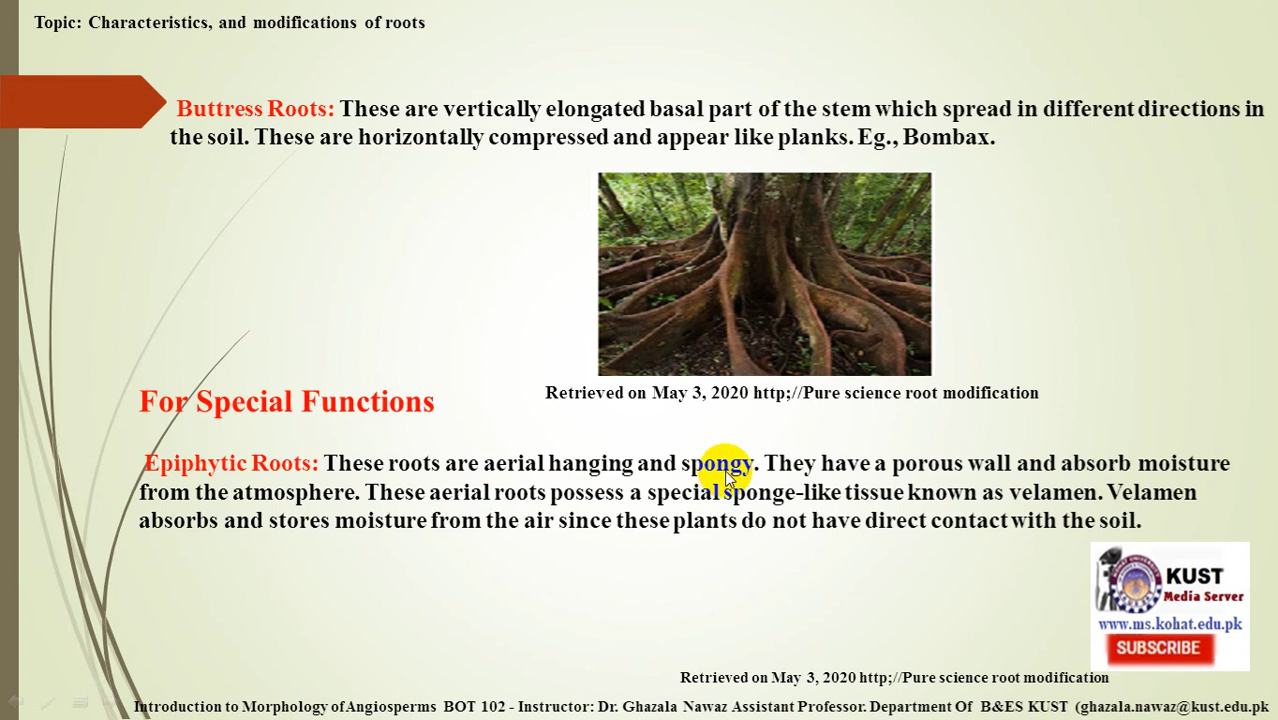 Topic: Characteristics, and modifications of roots
Buttress Roots: These are vertically elongated basal part of the stem which spread in different directions in
the soil. These are horizontally compressed and appear like planks. Eg., Bombax.
Retrieved on May 3, 2020 http;//Pure science root modification
For Special Functions
Epiphytic Roots: These roots are aerial hanging and spongy. They have a porous wall and absorb moisture
from the atmosphere. These aerial roots possess a special sponge-like tissue known as velamen. Velamen
absorbs and stores moisture from the air since these plants do not have direct contact with the soil.
KUST
Media Server
www.ms.kohat.edu.pk
SUBSCRIBE
Retrieved on May 3, 2020 http;//Pure science root modification
Introduction to Morphology of Angiosperms BOT 102 - Instructor: Dr. Ghazala Nawaz Assistant Professor. Department Of B&ES KUST (ghazala.nawaz@kust.edu.pk